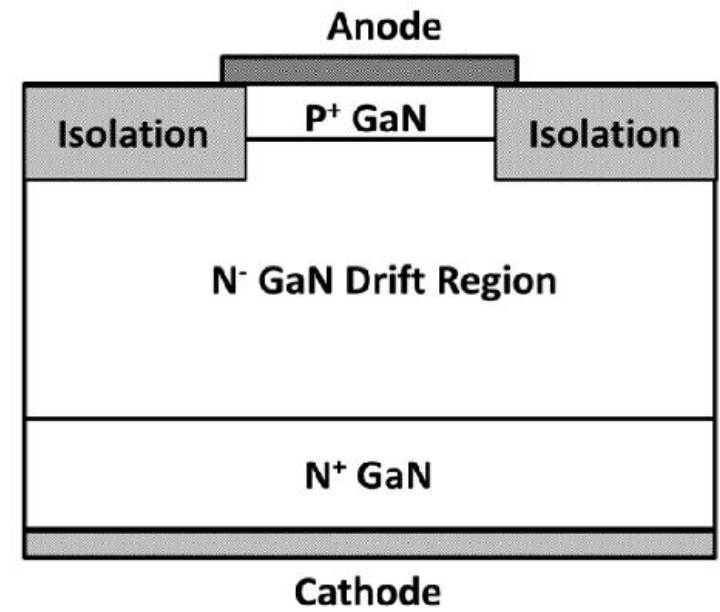 Anode
P⁺ GaN
Isolation
Isolation
N⁻ GaN Drift Region
N⁺ GaN
Cathode